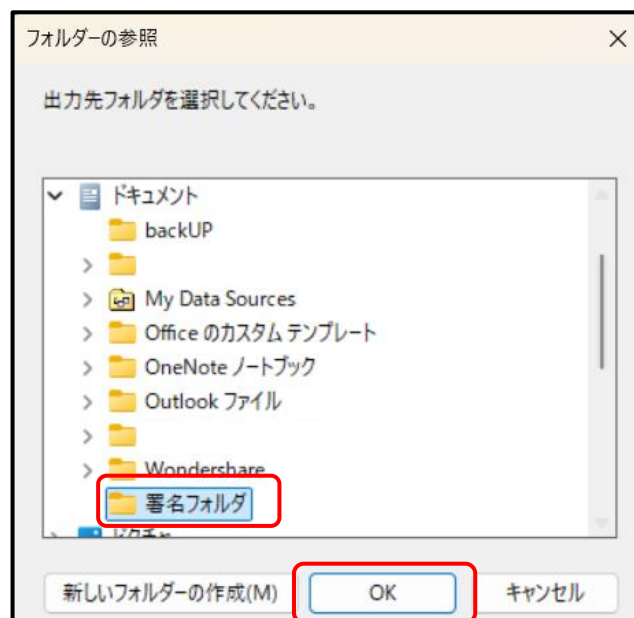 フォルダーの参照
出力先フォルダを選択してください。
ドキュメント
backUP
My Data Sources
Office のカスタム テンプレート
OneNote ノートブック
Outlook ファイル
Wondershare
署名フォルダ
ピクチャ
新しいフォルダーの作成(M)
OK
キャンセル